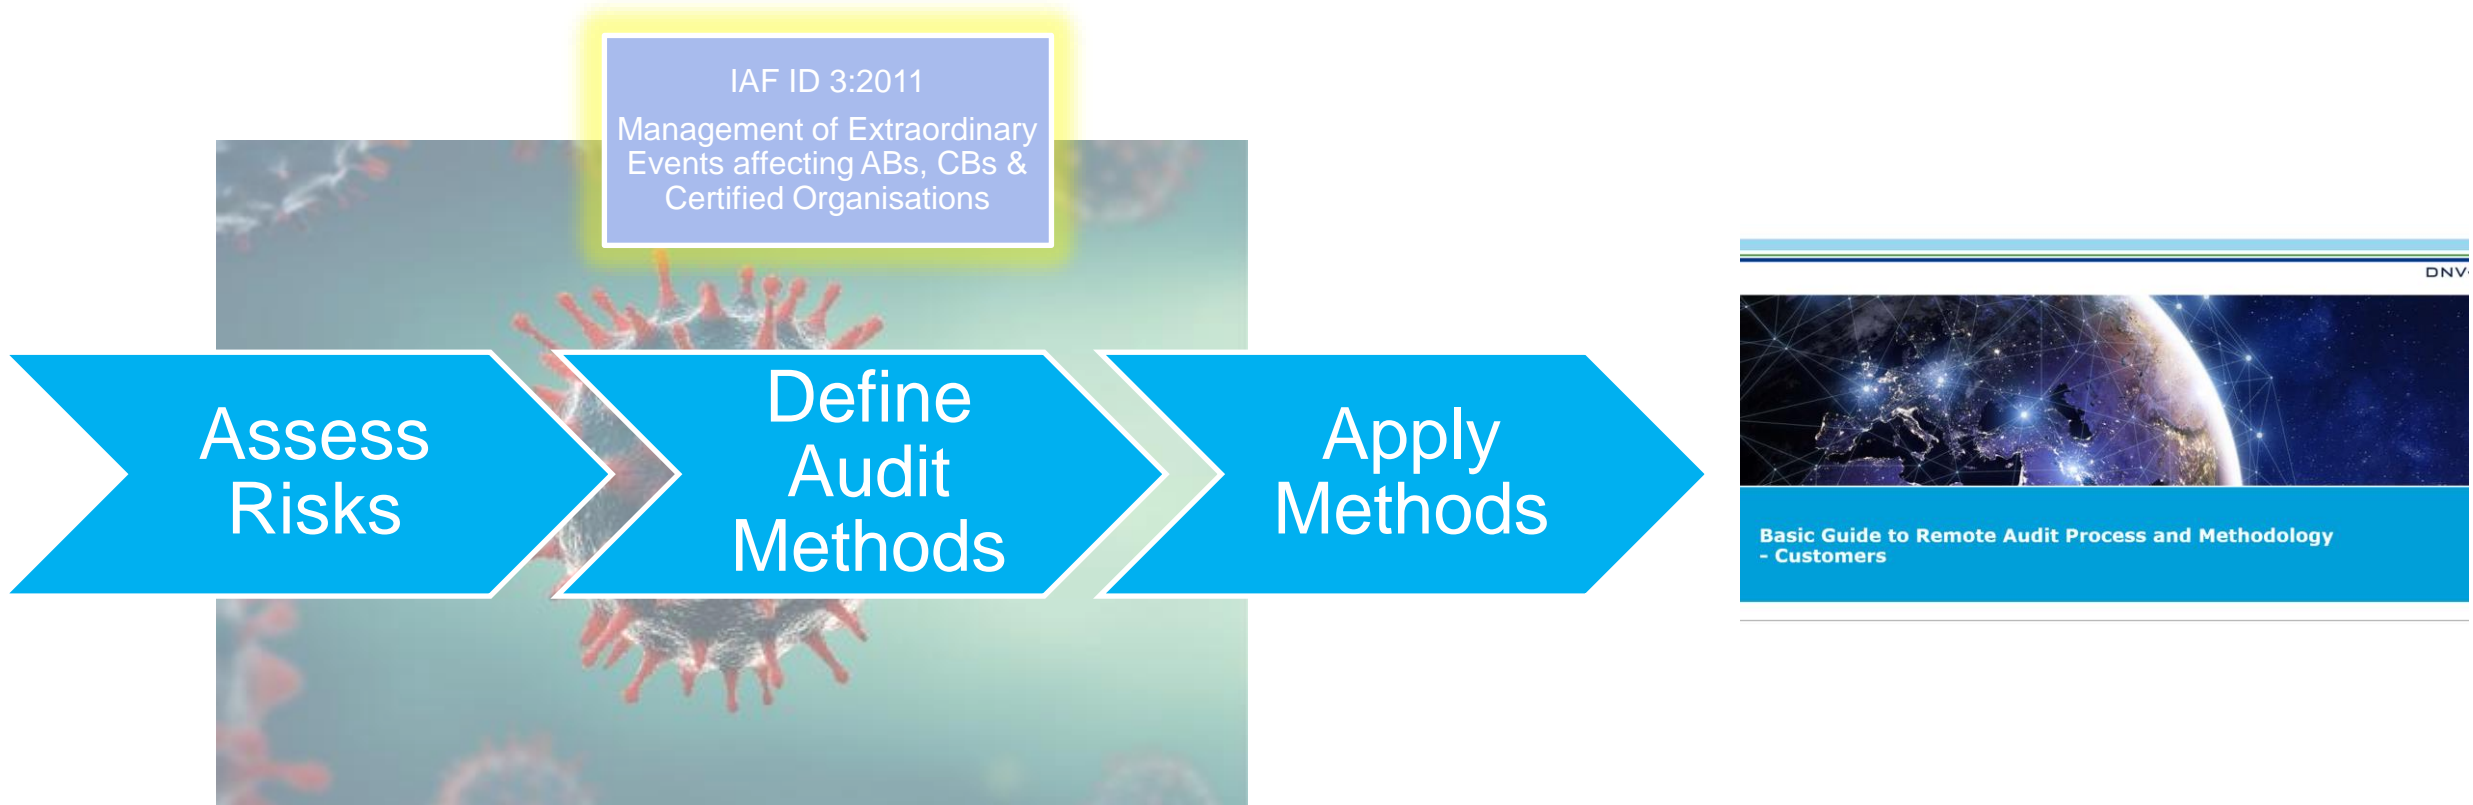 IAF ID 3:2011
Management of Extraordinary
Events affecting ABs, CBs &
Certified Organisations
Assess
Risks
Define
Audit
Methods
Apply
Methods
DNV
Basic Guide to Remote Audit Process and Methodology
– Customers